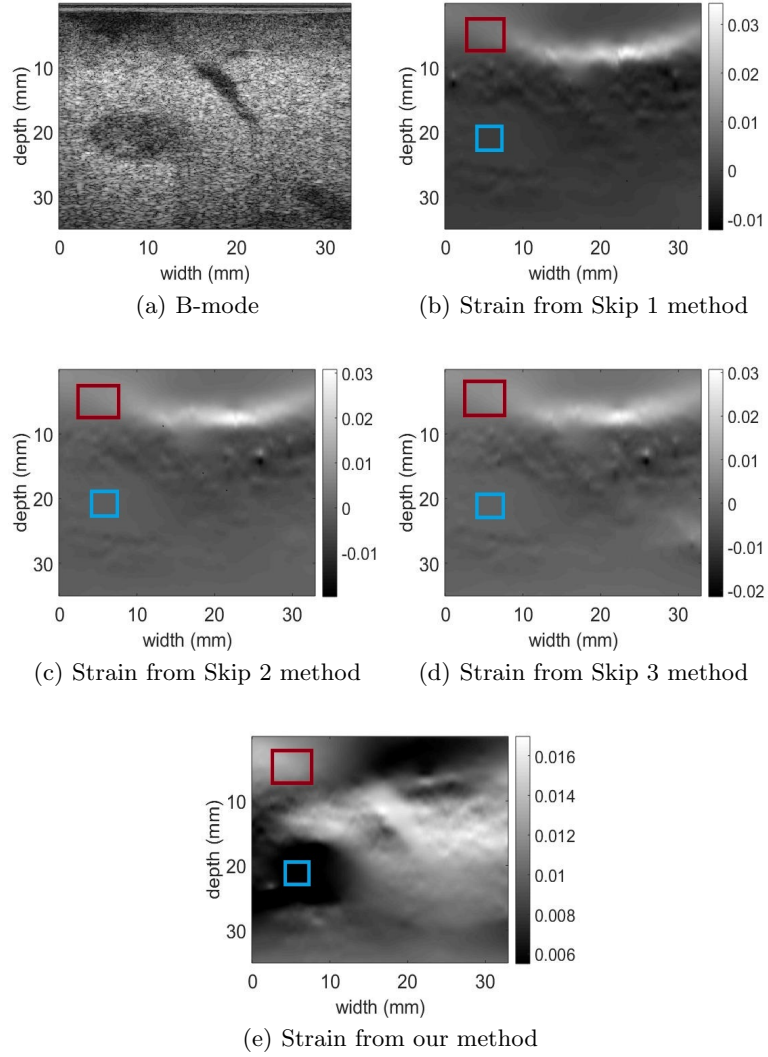 10
20
30
depth (mm)
0 10 20 30
width (mm)
(a) B-mode
10
20
30
depth (mm)
0 10 20 30
width (mm)
0.03
0.02
0.01
0
-0.01
(b) Strain from Skip 1 method
10
20
30
depth (mm)
0 10 20 30
width (mm)
0.03
0.02
0.01
0
-0.01
(c) Strain from Skip 2 method
10
20
30
depth (mm)
0 10 20 30
width (mm)
0.03
0.02
0.01
0
-0.01
-0.02
(d) Strain from Skip 3 method
10
20
30
depth (mm)
0 10 20 30
width (mm)
0.016
0.014
0.012
0.01
0.008
0.006
(e) Strain from our method